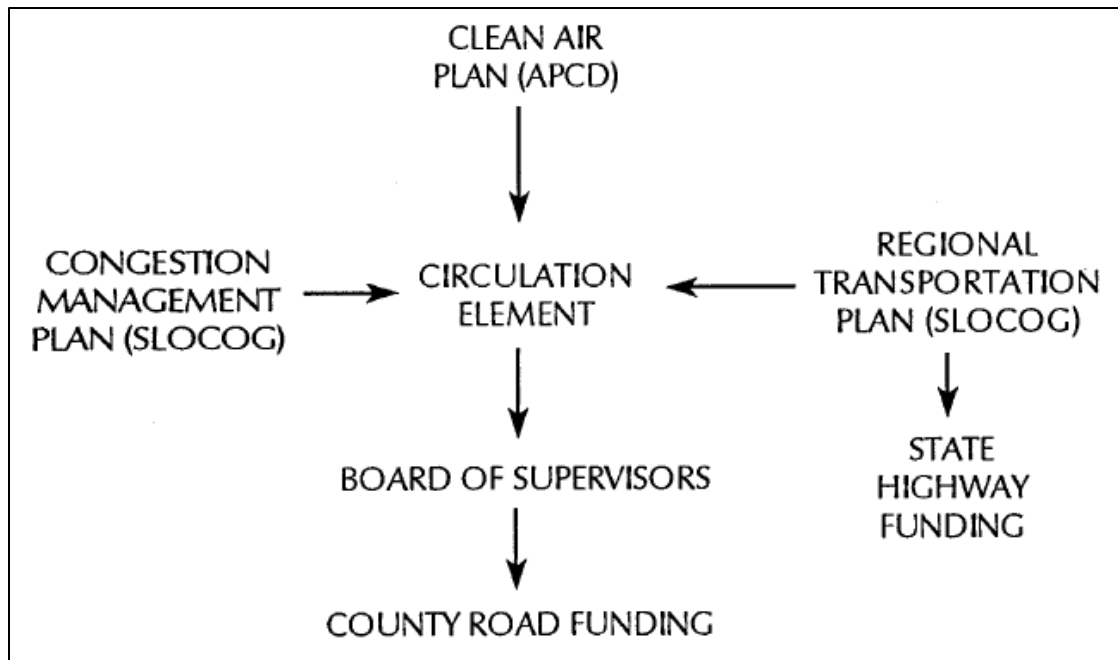 CLEAN AIR
PLAN (APCD)
CONGESTION
MANAGEMENT
PLAN (SLOCOG)
CIRCULATION
ELEMENT
REGIONAL
TRANSPORTATION
PLAN (SLOCOG)
BOARD OF SUPERVISORS
STATE
HIGHWAY
FUNDING
COUNTY ROAD FUNDING